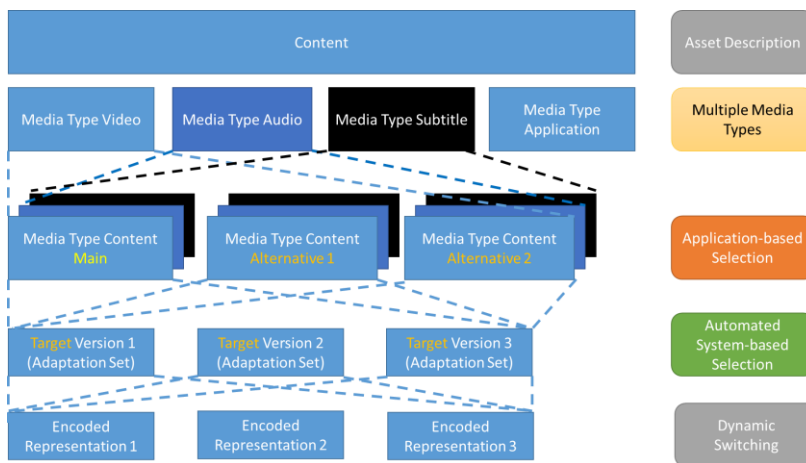 Content
Asset Description
Media Type Video
Media Type Audio
Media Type Subtitle
Media Type
Application
Multiple Media
Types
Media Type Content
Main
Media Type Content
Alternative 1
Media Type Content
Alternative 2
Application-based
Selection
Target Version 1
(Adaptation Set)
Target Version 2
(Adaptation Set)
Target Version 3
(Adaptation Set)
Automated
System-based
Selection
Encoded
Representation 1
Encoded
Representation 2
Encoded
Representation 3
Dynamic
Switching